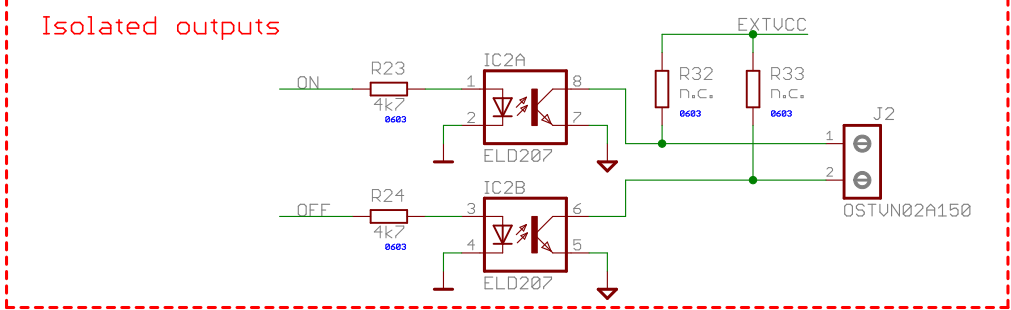 Isolated outputs
EXTVCC
ON
R23
4k7
0603
IC2A
1
2
8
7
ELD207
R32
n.c.
0603
R33
n.c.
0603
J2
1
2
OSTVN02A150
OFF
R24
4k7
0603
IC2B
3
4
6
5
ELD207